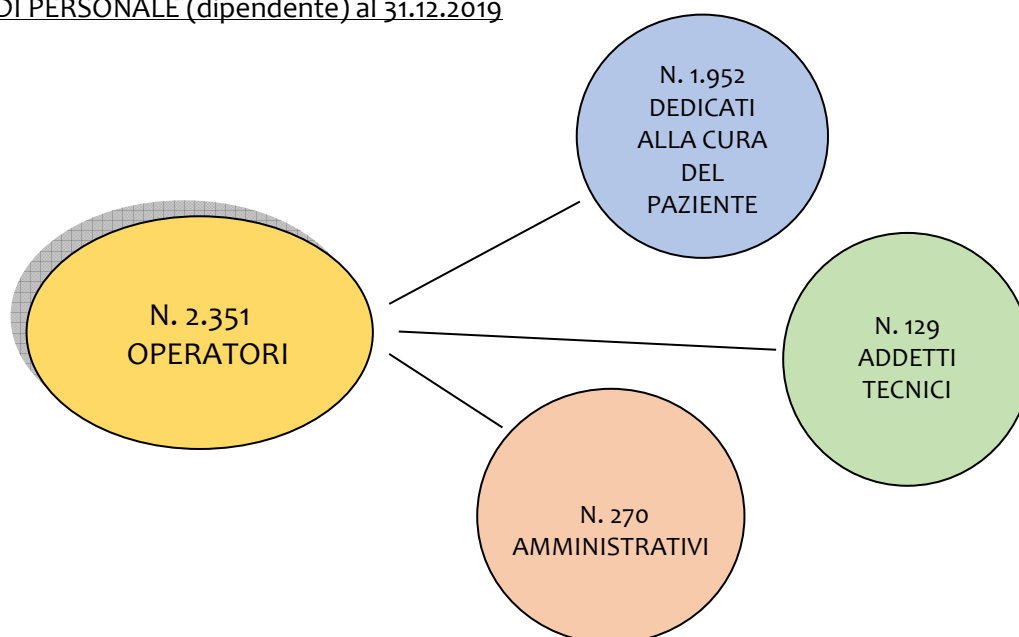 DI PERSONALE (dipendente) al 31.12.2019
N. 1.952
DEDICATI
ALLA CURA
DEL
PAZIENTE
N. 2.351
OPERATORI
N. 129
ADDETTI
TECNICI
N. 270
AMMINISTRATIVI